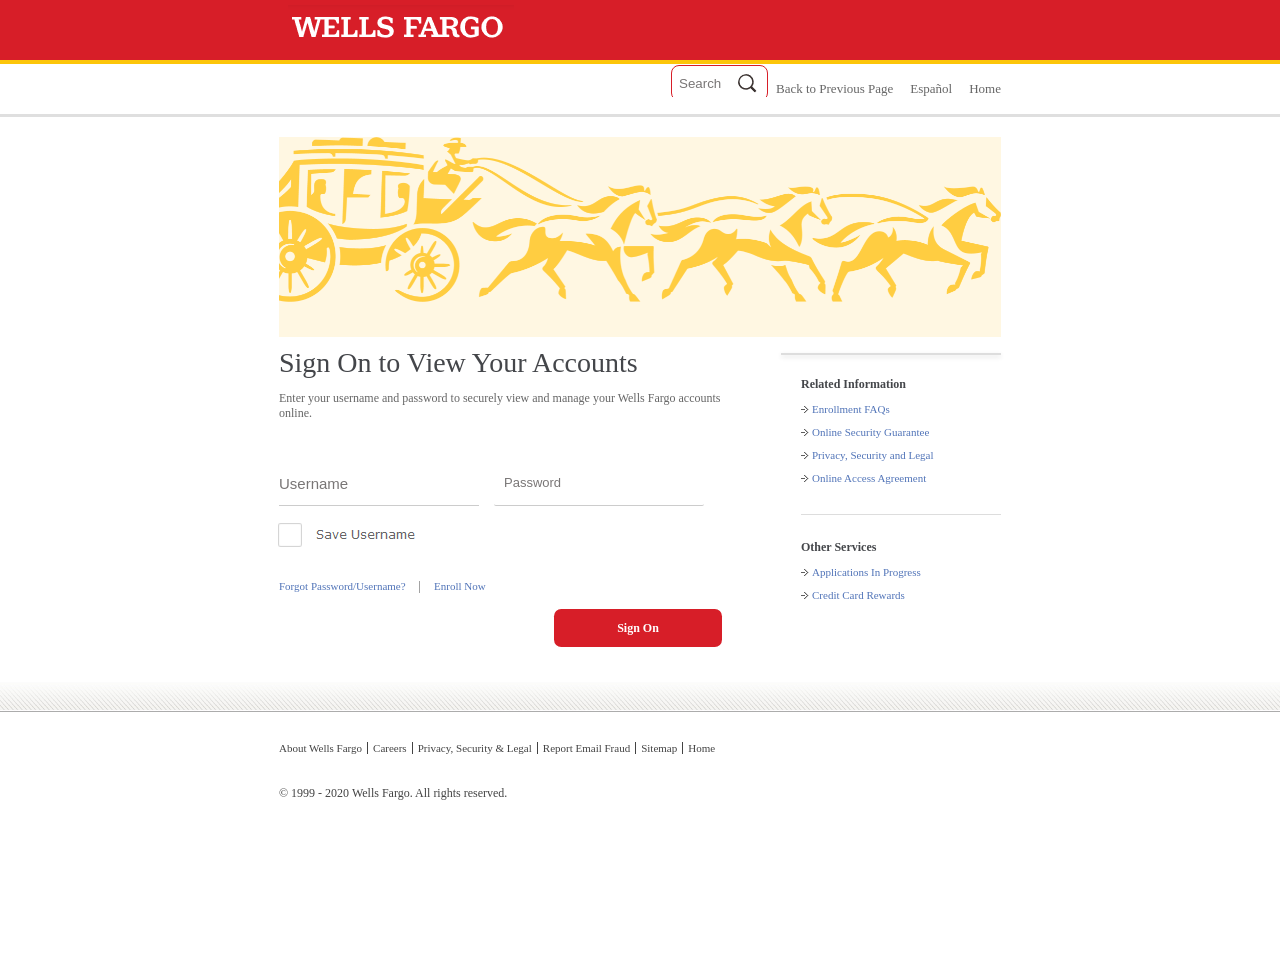 WELLS FARGO
Search
Back to Previous Page
Español
Home
Sign On to View Your Accounts
Enter your username and password to securely view and manage your Wells Fargo accounts
online.
Username
Password
Save Username
Forgot Password/Username?
Enroll Now
Sign On
Related Information
Enrollment FAQs
Online Security Guarantee
Privacy, Security and Legal
Online Access Agreement
Other Services
Applications In Progress
Credit Card Rewards
About Wells Fargo
Careers
Privacy, Security & Legal
Report Email Fraud
Sitemap
Home
© 1999 - 2020 Wells Fargo. All rights reserved.